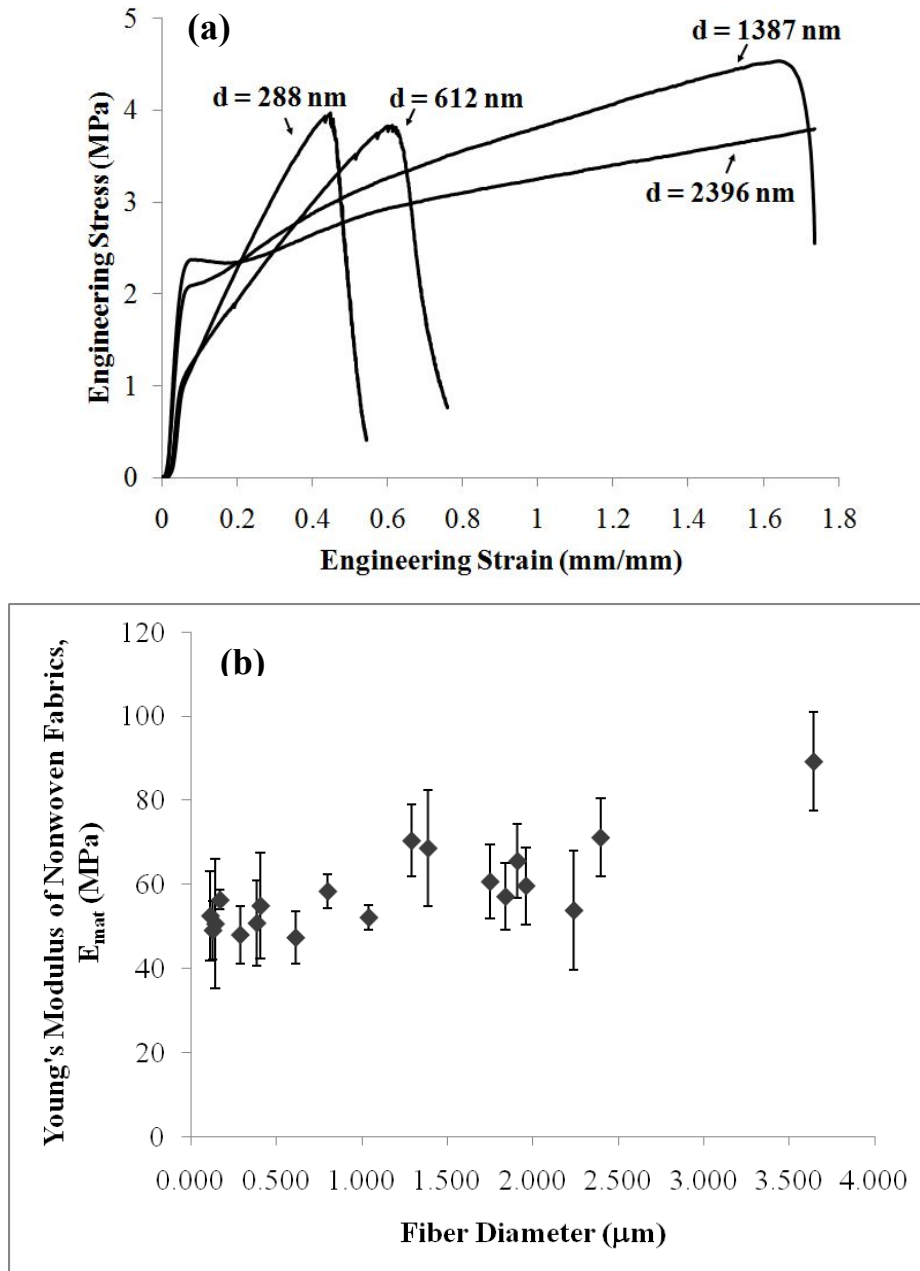 (a)
d = 1387 nm
d = 288 nm
d = 612 nm
d = 2396 nm
5
4
3
2
1
0
Engineering Stress (MPa)
0 0.2 0.4 0.6 0.8 1 1.2 1.4 1.6 1.8
Engineering Strain (mm/mm)
(b)
Young's Modulus of Nonwoven Fabrics,
E_mat (MPa)
120
100
80
60
40
20
0
0.000 0.500 1.000 1.500 2.000 2.500 3.000 3.500 4.000
Fiber Diameter (μm)